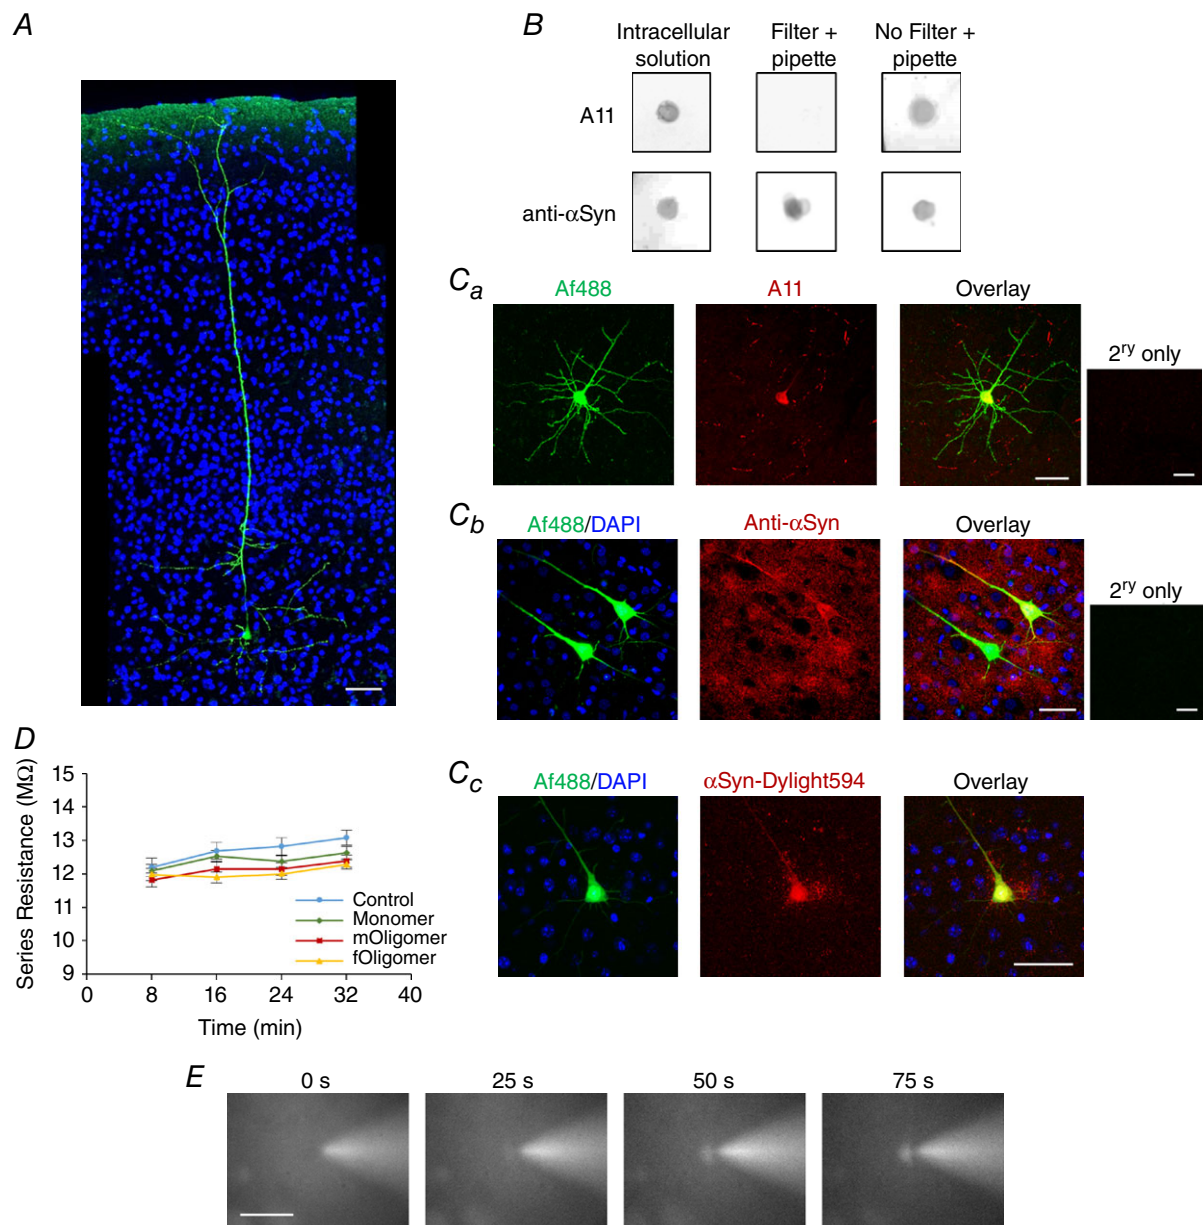 A
B
Intracellular solution
Filter + pipette
No Filter + pipette
A11
anti-αSyn
Ca
Af488
A11
Overlay
2ry only
Cb
Af488/DAPI
Anti-αSyn
Overlay
2ry only
D
Series Resistance (MΩ)
15
14
13
12
11
10
9
0
8
16
24
32
40
Time (min)
Control
Monomer
mOligomer
fOligomer
Cc
Af488/DAPI
αSyn-Dylight594
Overlay
E
0 s
25 s
50 s
75 s